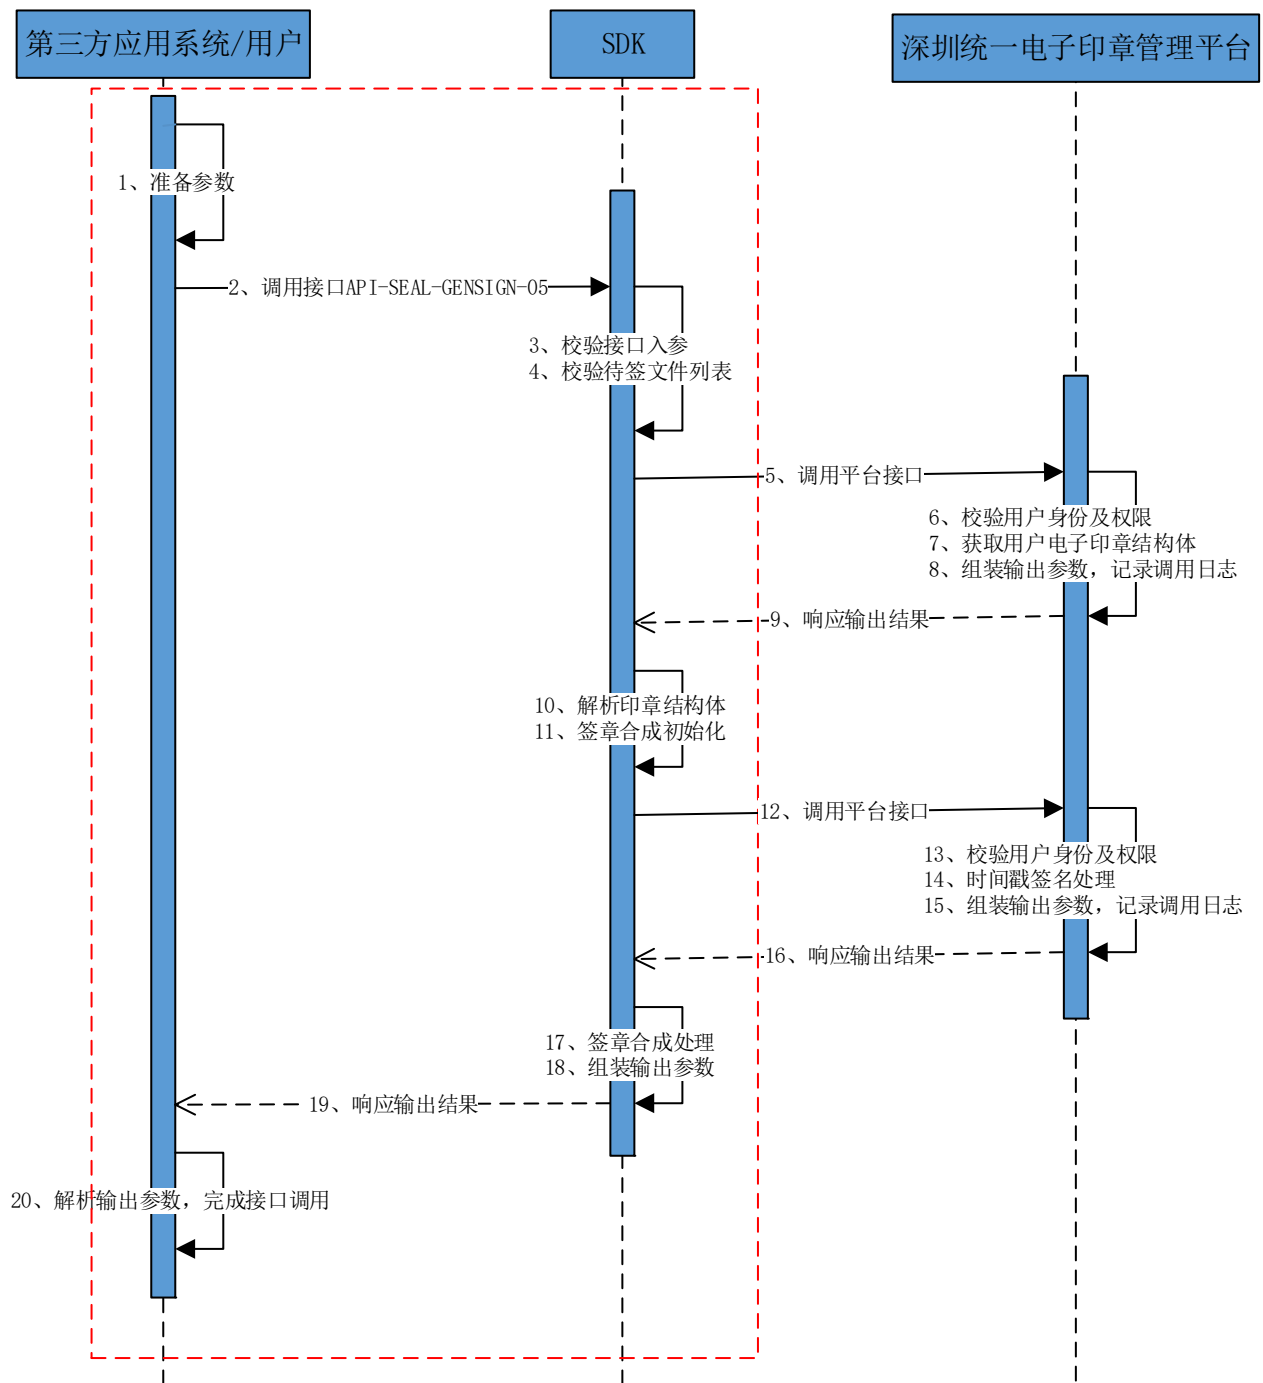 第三方应用系统/用户
SDK
深圳统一电子印章管理平台
1、准备参数
2、调用接口API-SEAL-GENSIGN-05
3、校验接口入参
4、校验待签文件列表
5、调用平台接口
6、校验用户身份及权限
7、获取用户电子印章结构体
8、组装输出参数，记录调用日志
9、响应输出结果
10、解析印章结构体
11、签章合成初始化
12、调用平台接口
13、校验用户身份及权限
14、时间戳签名处理
15、组装输出参数，记录调用日志
16、响应输出结果
17、签章合成处理
18、组装输出参数
19、响应输出结果
20、解析输出参数，完成接口调用